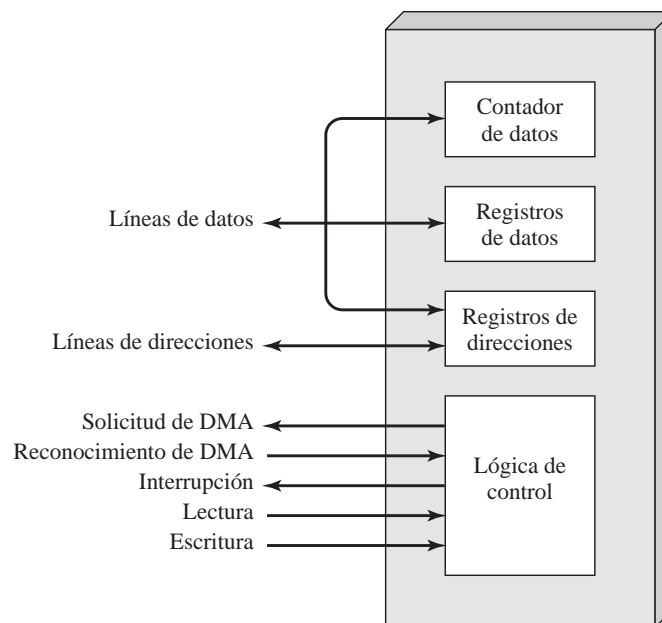 Contador
de datos
Líneas de datos
Registros
de datos
Registros de
direcciones
Líneas de direcciones
Solicitud de DMA
Reconocimiento de DMA
Interrupción
Lectura
Escritura
Lógica de
control